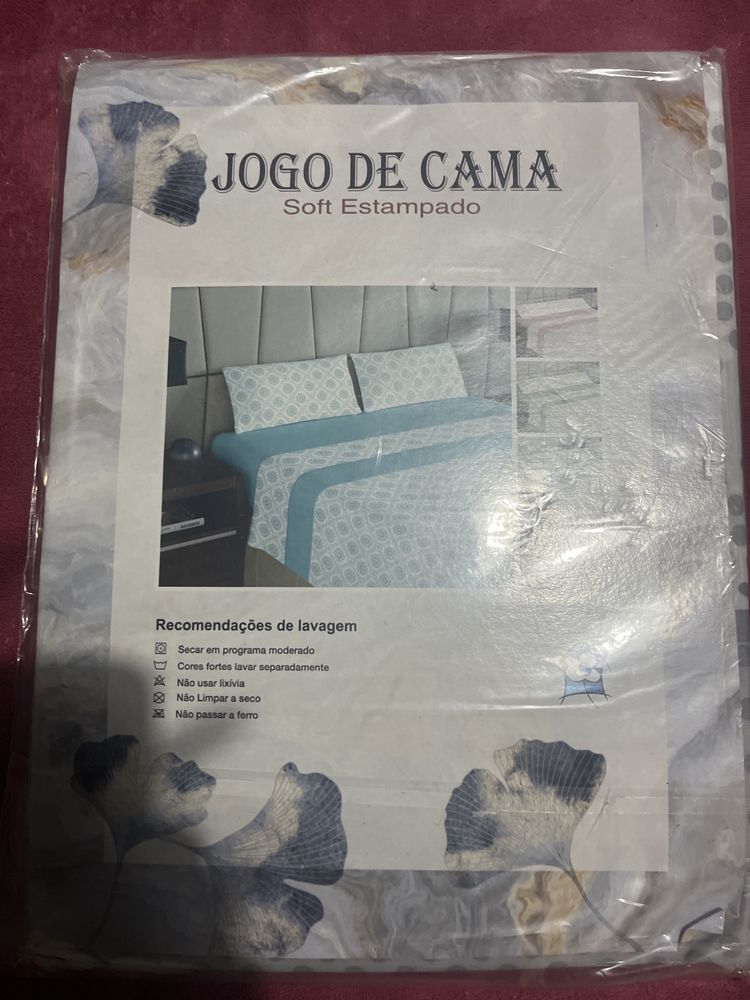 JOGO DE CAMA
Soft Estampado
Recomendações de lavagem
Secar em programa moderado
Cores fortes lavar separadamente
Não usar lixívia
Não Limpar a seco
Não passar a ferro